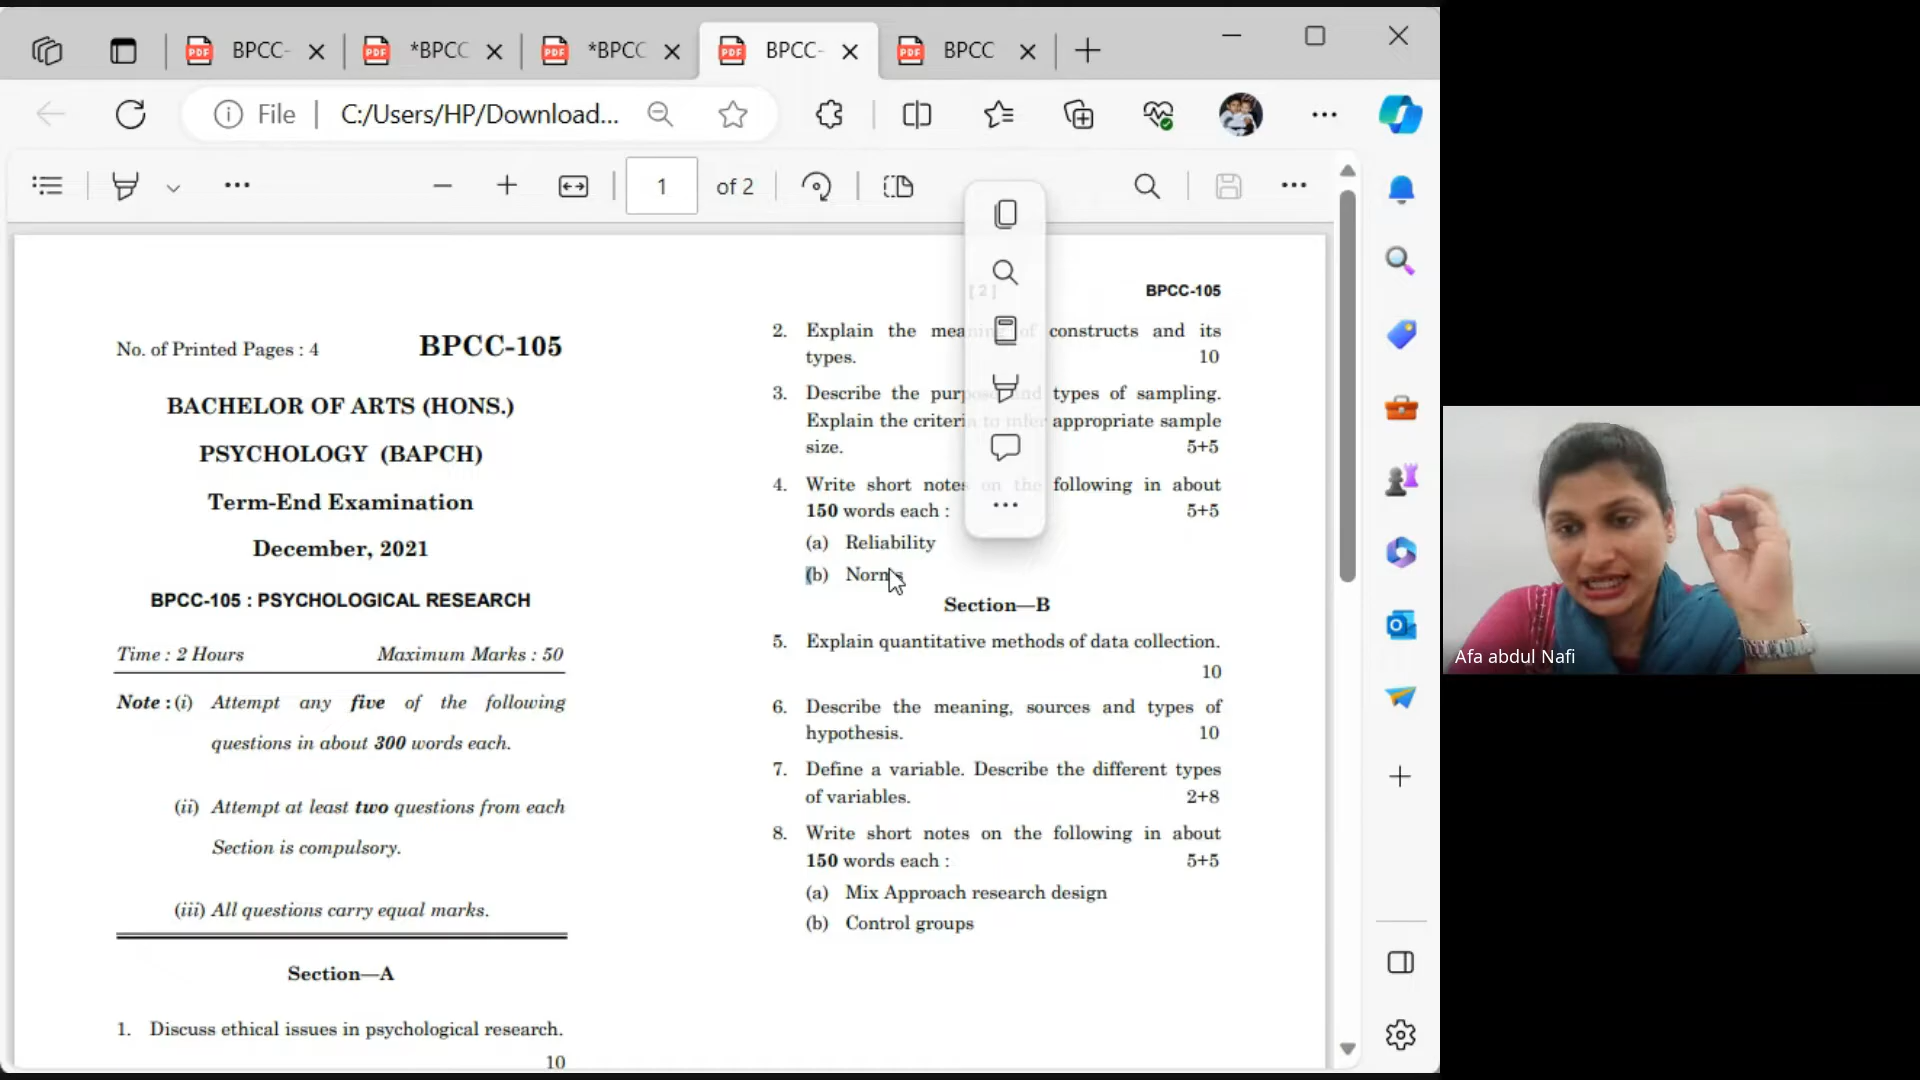 BPCC-
*BPCC
*BPCC
BPCC-
BPCC
File
C:/Users/HP/Download...
1 of 2
No. of Printed Pages : 4 BPCC-105
BACHELOR OF ARTS (HONS.)
PSYCHOLOGY (BAPCH)
Term-End Examination
December, 2021
BPCC-105 : PSYCHOLOGICAL RESEARCH
Time : 2 Hours Maximum Marks : 50
Note : (i) Attempt any five of the following
questions in about 300 words each.
(ii) Attempt at least two questions from each
Section is compulsory.
(iii) All questions carry equal marks.
Section—A
1. Discuss ethical issues in psychological research.
10
[ 2 ] BPCC-105
2. Explain the meaning of constructs and its
types. 10
3. Describe the purpose and types of sampling.
Explain the criteria to infer appropriate sample
size. 5+5
4. Write short notes on the following in about
150 words each : 5+5
(a) Reliability
(b) Norms
Section—B
5. Explain quantitative methods of data collection.
10
6. Describe the meaning, sources and types of
hypothesis. 10
7. Define a variable. Describe the different types
of variables. 2+8
8. Write short notes on the following in about
150 words each : 5+5
(a) Mix Approach research design
(b) Control groups
Afa abdul Nafi